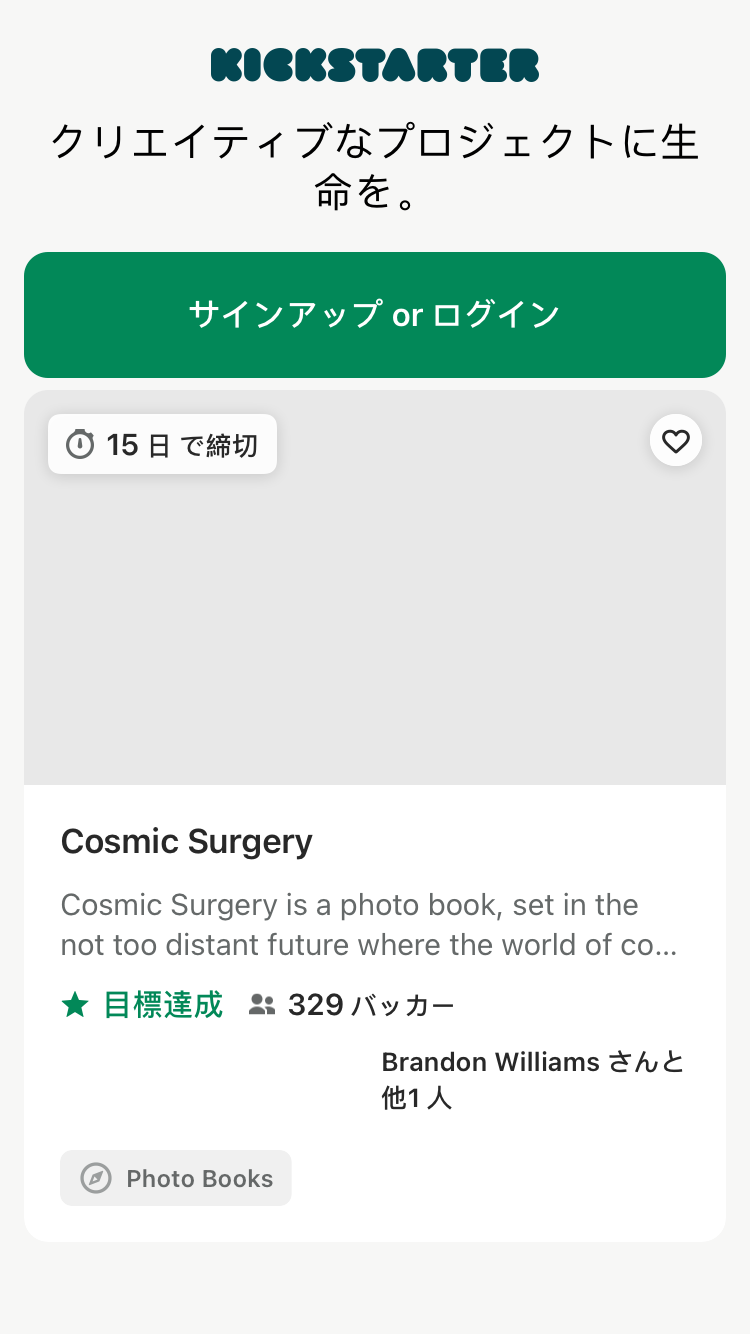 KICKSTARTER
クリエイティブなプロジェクトに生
命を。
サインアップ or ログイン
15 日 で締切
Cosmic Surgery
Cosmic Surgery is a photo book, set in the
not too distant future where the world of co...
目標達成 329 バッカー
Brandon Williams さんと
他1 人
Photo Books